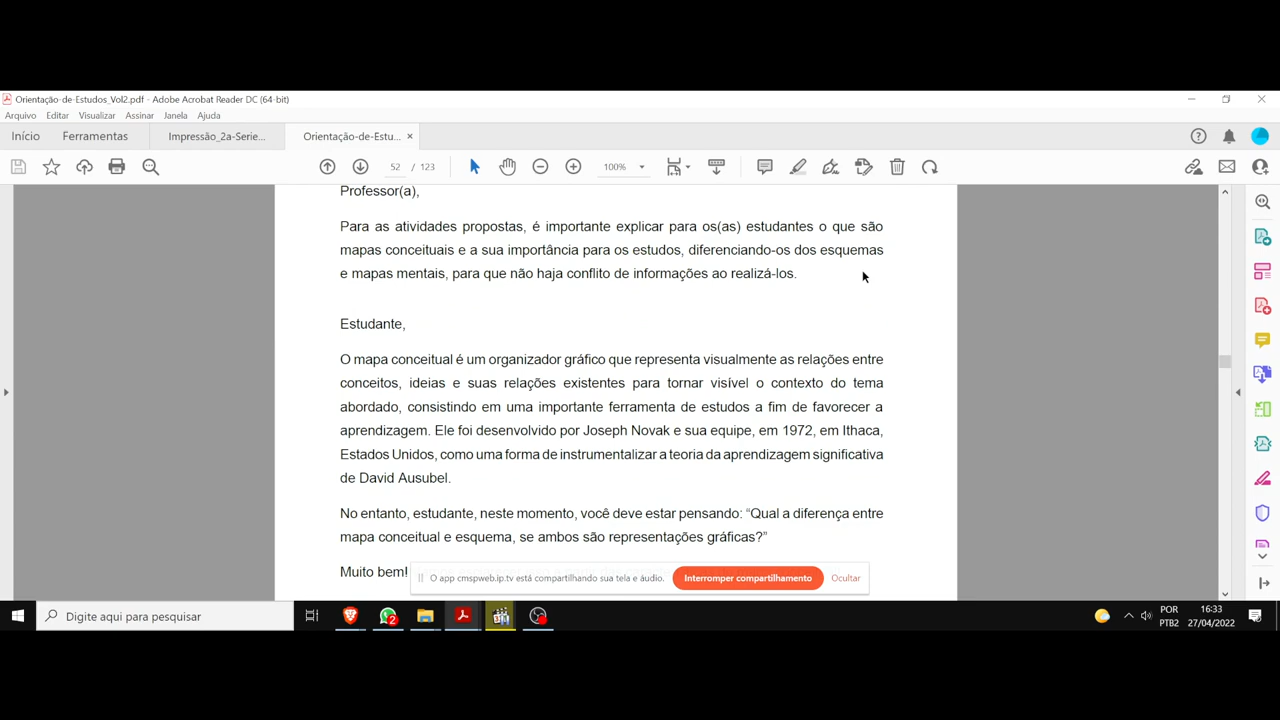 Orientação-de-Estudos_Vol2.pdf - Adobe Acrobat Reader DC (64-bit)
Arquivo Editar Visualizar Assinar Janela Ajuda
Início Ferramentas Impressão_2a-Serie... Orientação-de-Estu... ×
52 / 123 100%
Professor(a),
Para as atividades propostas, é importante explicar para os(as) estudantes o que são
mapas conceituais e a sua importância para os estudos, diferenciando-os dos esquemas
e mapas mentais, para que não haja conflito de informações ao realizá-los.
Estudante,
O mapa conceitual é um organizador gráfico que representa visualmente as relações entre
conceitos, ideias e suas relações existentes para tornar visível o contexto do tema
abordado, consistindo em uma importante ferramenta de estudos a fim de favorecer a
aprendizagem. Ele foi desenvolvido por Joseph Novak e sua equipe, em 1972, em Ithaca,
Estados Unidos, como uma forma de instrumentalizar a teoria da aprendizagem significativa
de David Ausubel.
No entanto, estudante, neste momento, você deve estar pensando: “Qual a diferença entre
mapa conceitual e esquema, se ambos são representações gráficas?”
Muito bem!
O app cmspweb.ip.tv está compartilhando sua tela e áudio. Interromper compartilhamento Ocultar
Digite aqui para pesquisar
2
POR 16:33
PTB2 27/04/2022